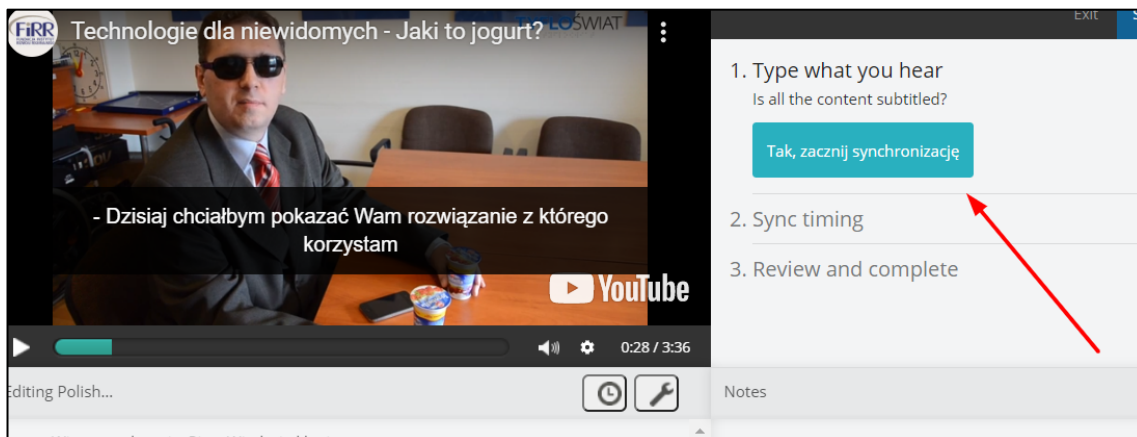 FiRR
Technologie dla niewidomych - Jaki to jogurt?
TYFLOŚWIAT
- Dzisiaj chciałbym pokazać Wam rozwiązanie z którego
korzystam
YouTube
0:28 / 3:36
Editing Polish...
Exit
1. Type what you hear
Is all the content subtitled?
Tak, zacznij synchronizację
2. Sync timing
3. Review and complete
Notes